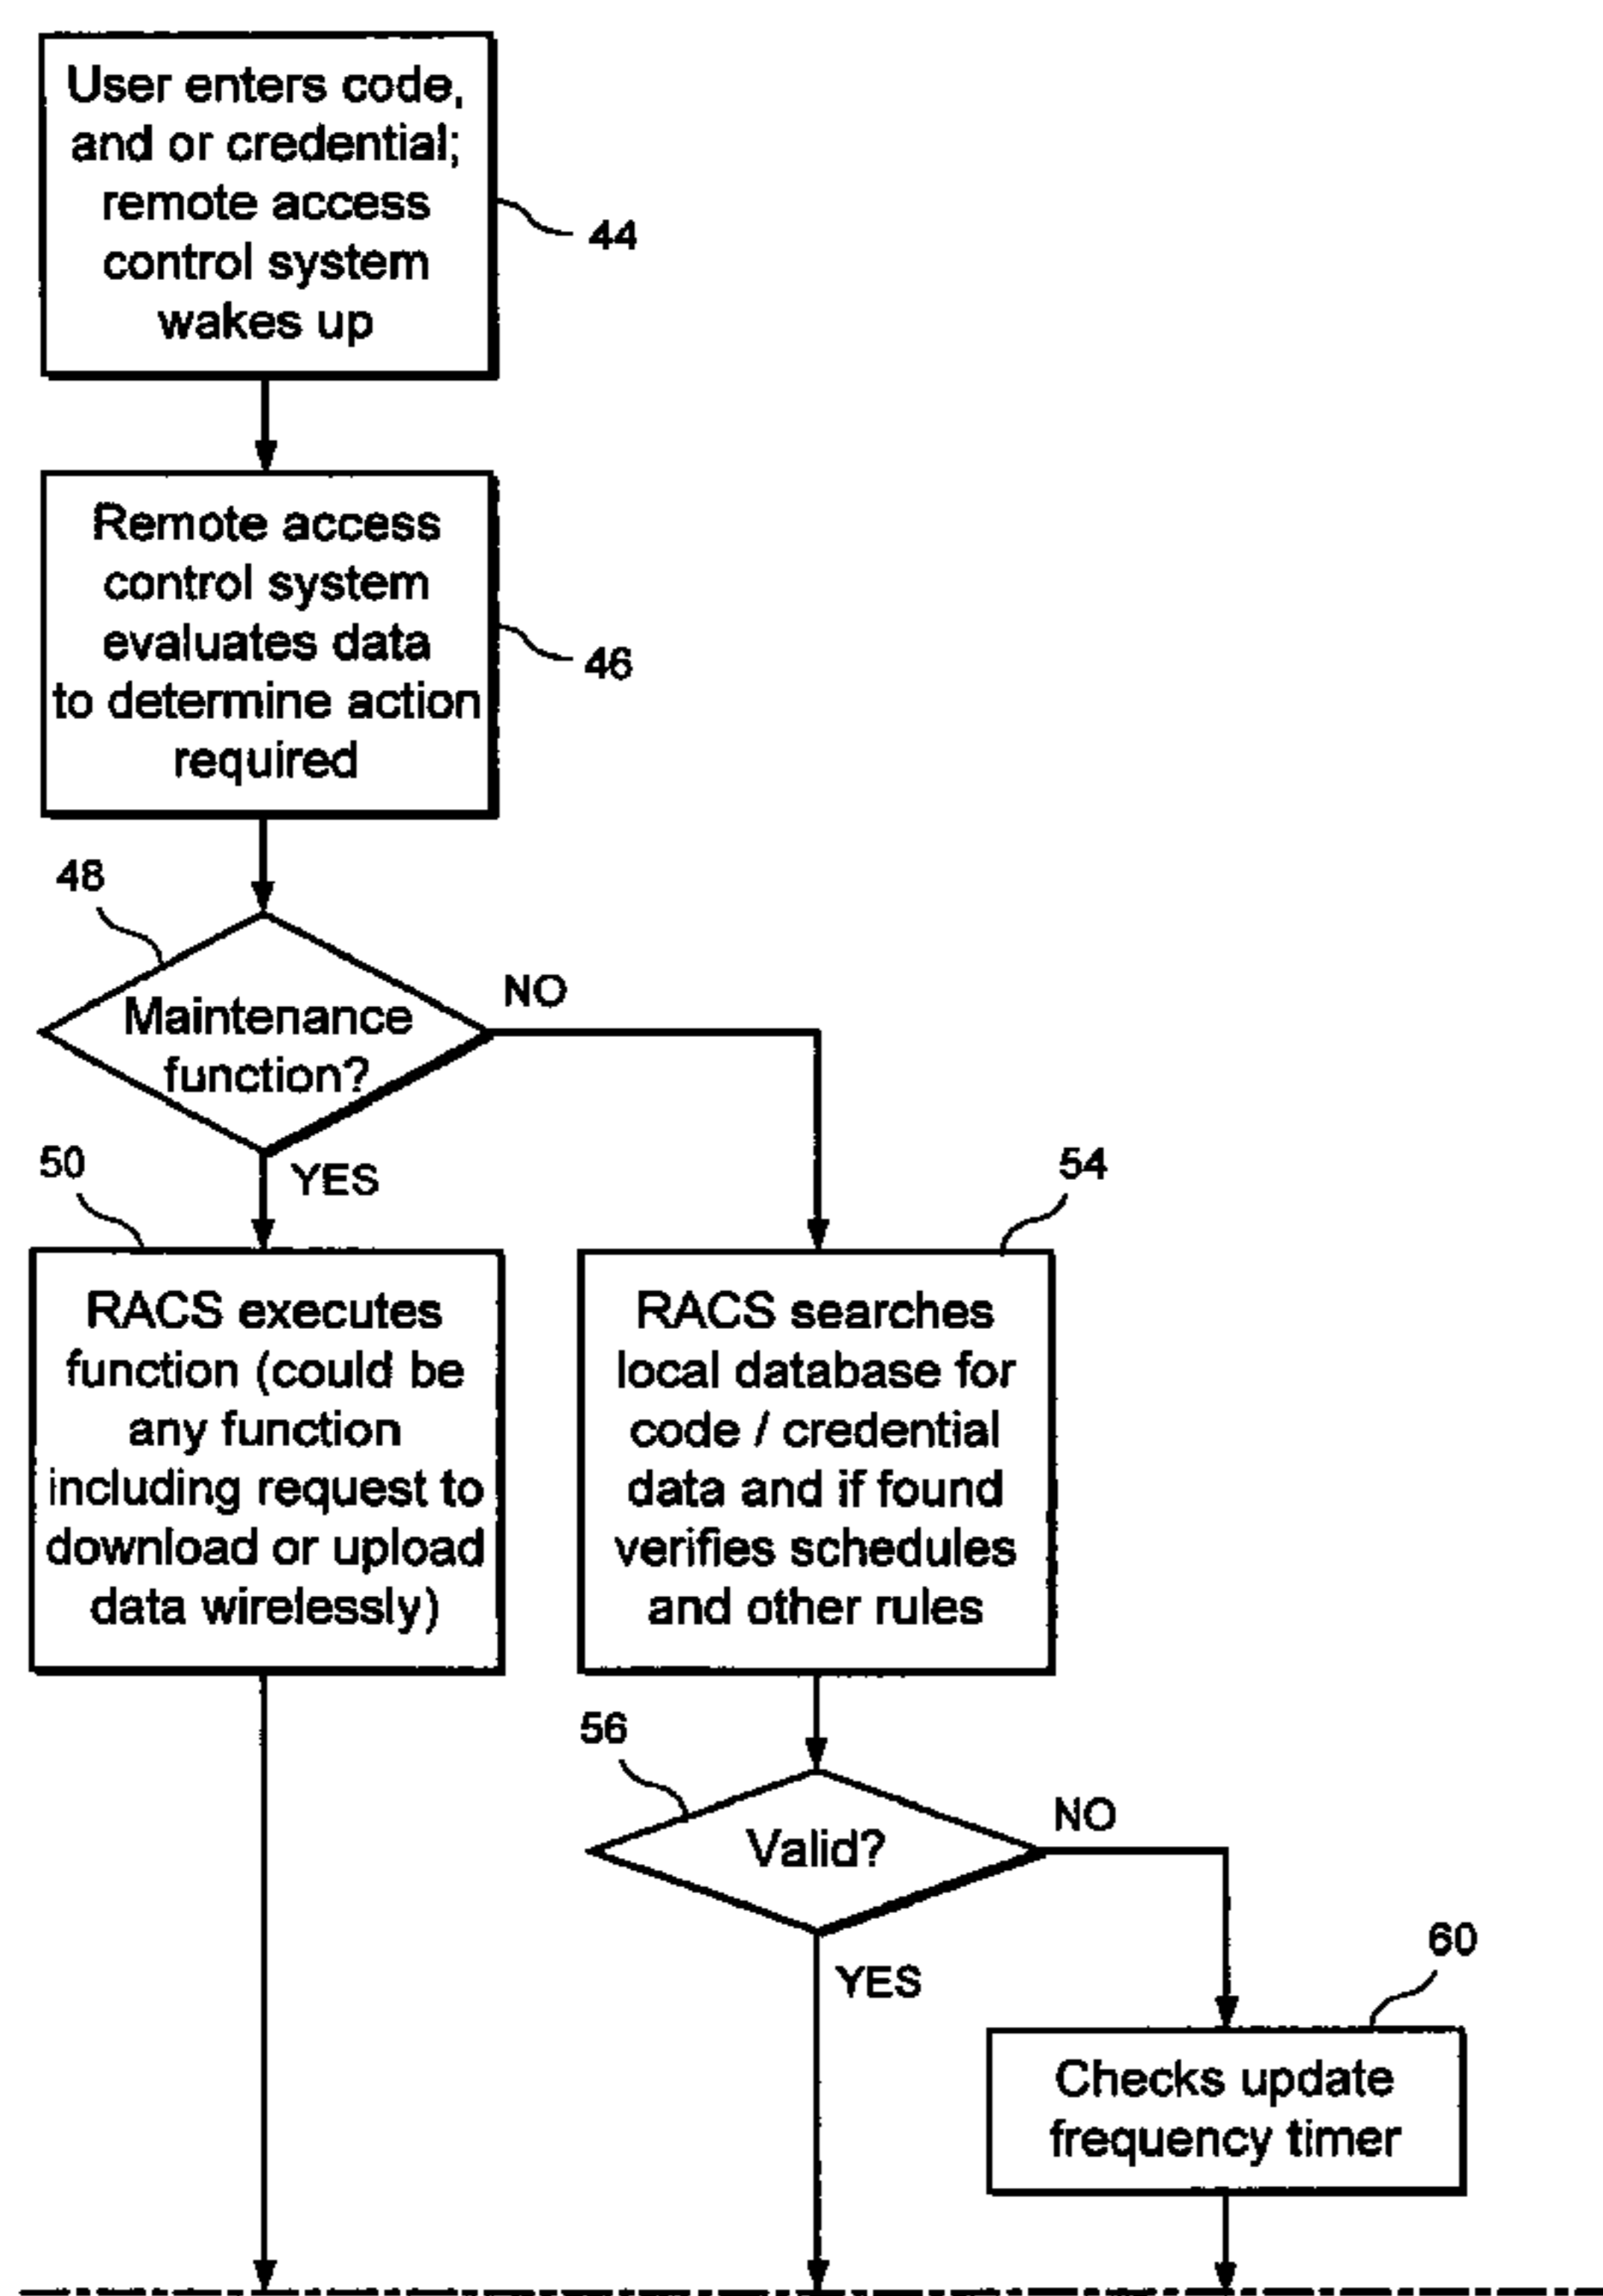 User enters code,
and or credential;
remote access
control system
wakes up
44
Remote access
control system
evaluates data
to determine action
required
46
48
Maintenance
function?
NO
YES
50
RACS executes
function (could be
any function
including request to
download or upload
data wirelessly)
54
RACS searches
local database for
code / credential
data and if found
verifies schedules
and other rules
56
Valid?
NO
YES
60
Checks update
frequency timer